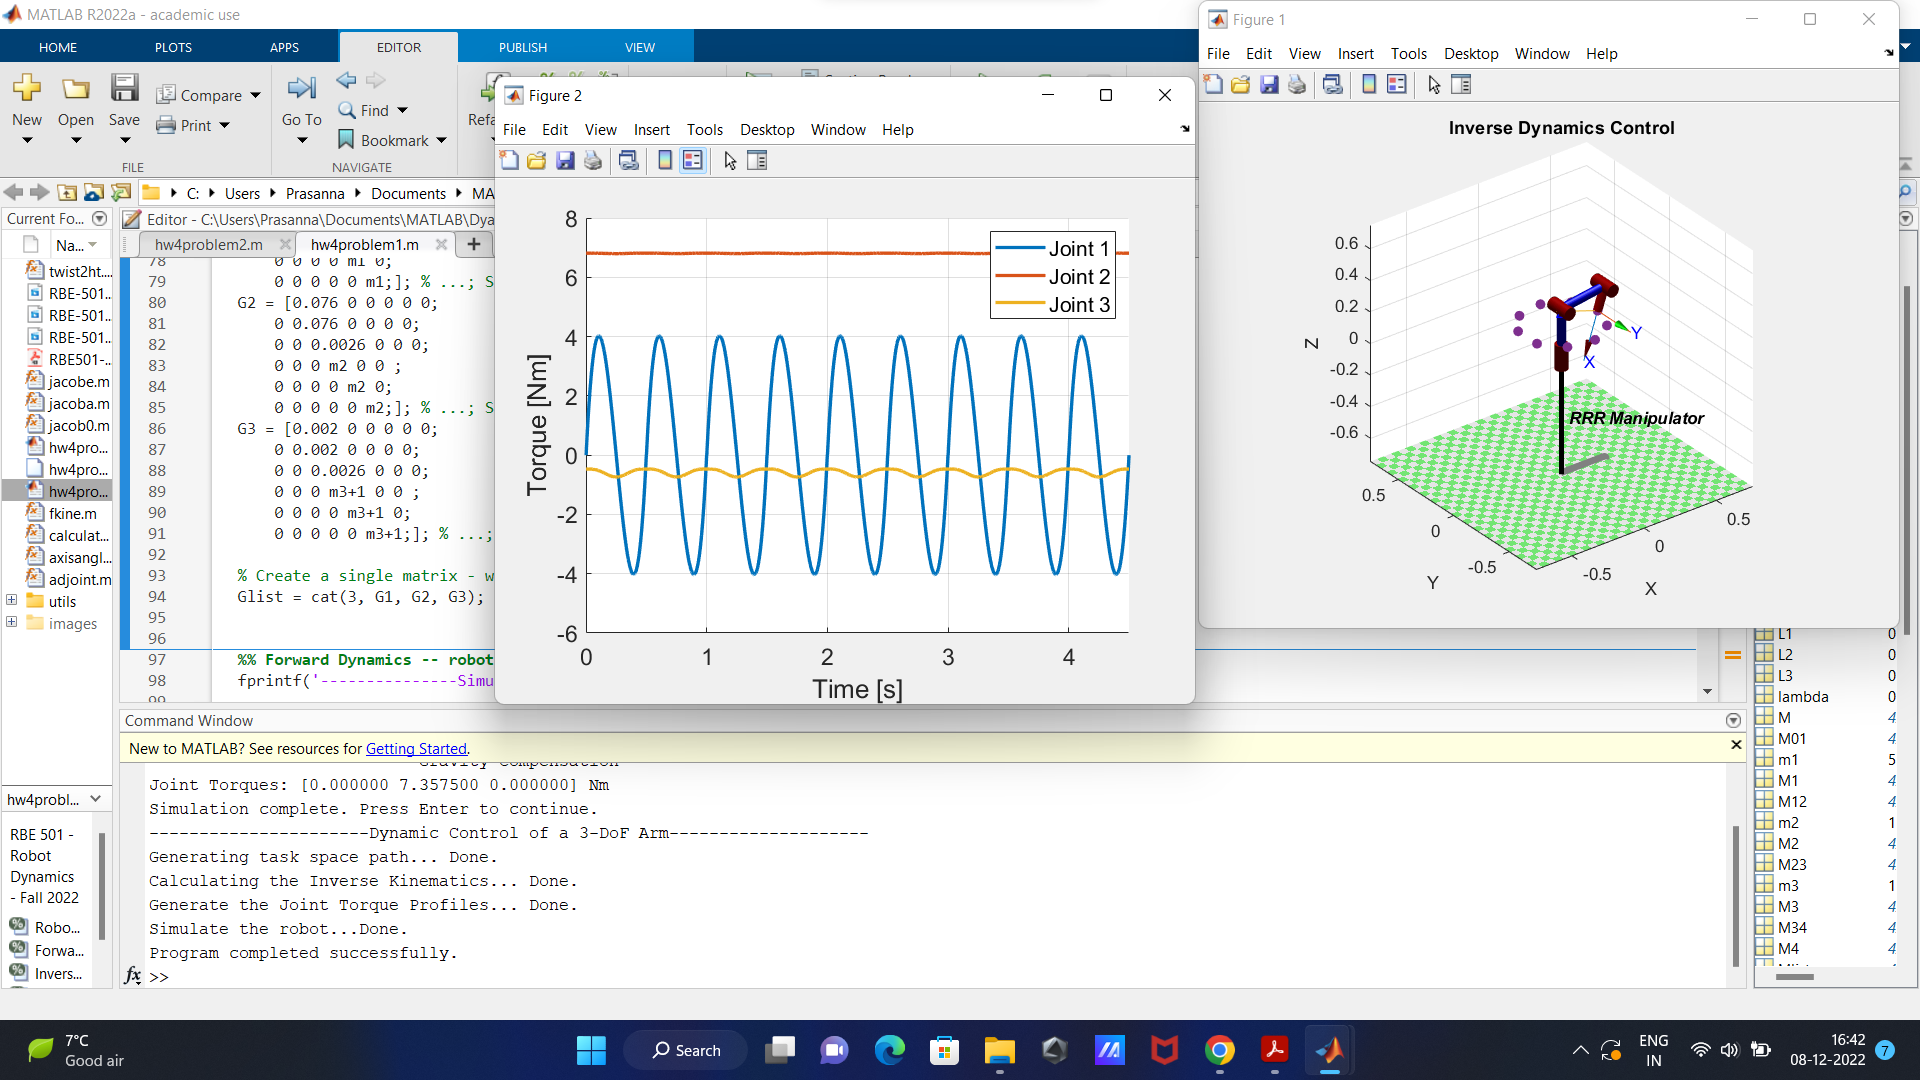 MATLAB R2022a - academic use
HOME PLOTS APPS EDITOR PUBLISH VIEW
New Open Save Compare Print Go To Find Bookmark
FILE NAVIGATE
C: Users Prasanna Documents
Current Fo...
Na...
twist2ht....
RBE-501...
RBE-501...
RBE-501...
RBE501-...
jacobe.m
jacoba.m
jacob0.m
hw4pro...
hw4pro...
hw4pro...
fkine.m
calculat...
axisangl...
adjoint.m
utils
images
hw4probl...
RBE 501 -
Robot
Dynamics
- Fall 2022
Robo...
Forwa...
Invers...
Editor - C:\Users\Prasanna\Documents\MATLAB\Dya
hw4problem2.m hw4problem1.m +
78 0 0 0 0 m1 0;
79 0 0 0 0 0 m1;]; % ...; S
80 G2 = [0.076 0 0 0 0 0;
81 0 0.076 0 0 0 0;
82 0 0 0.0026 0 0 0;
83 0 0 0 m2 0 0 ;
84 0 0 0 0 m2 0;
85 0 0 0 0 0 m2;]; % ...; S
86 G3 = [0.002 0 0 0 0 0;
87 0 0.002 0 0 0 0;
88 0 0 0.0026 0 0 0;
89 0 0 0 m3+1 0 0 ;
90 0 0 0 0 m3+1 0;
91 0 0 0 0 0 m3+1;]; % ...;
92
93 % Create a single matrix - w
94 Glist = cat(3, G1, G2, G3);
95
96
97 %% Forward Dynamics -- robot
98 fprintf('---------------Simu
99
Figure 2
File Edit View Insert Tools Desktop Window Help
8
6
4
2
0
-2
-4
-6
0 1 2 3 4
Torque [Nm]
Time [s]
Joint 1
Joint 2
Joint 3
Figure 1
File Edit View Insert Tools Desktop Window Help
Inverse Dynamics Control
0.6
0.4
0.2
0
-0.2
-0.4
-0.6
Z
Y
X
RRR Manipulator
0.5
0
-0.5
Y
0.5
0
-0.5
X
Command Window
New to MATLAB? See resources for Getting Started.
Gravity Compensation
Joint Torques: [0.000000 7.357500 0.000000] Nm
Simulation complete. Press Enter to continue.
----------------------Dynamic Control of a 3-DoF Arm--------------------
Generating task space path... Done.
Calculating the Inverse Kinematics... Done.
Generate the Joint Torque Profiles... Done.
Simulate the robot...Done.
Program completed successfully.
fx >>
L1 0
L2 0
L3 0
lambda 0
M 4
M01 4
m1 5
M1 4
M12 4
m2 1
M2 4
M23 4
m3 1
M3 4
M34 4
M4 4
7°C
Good air
Search
ENG
IN
16:42
08-12-2022
7